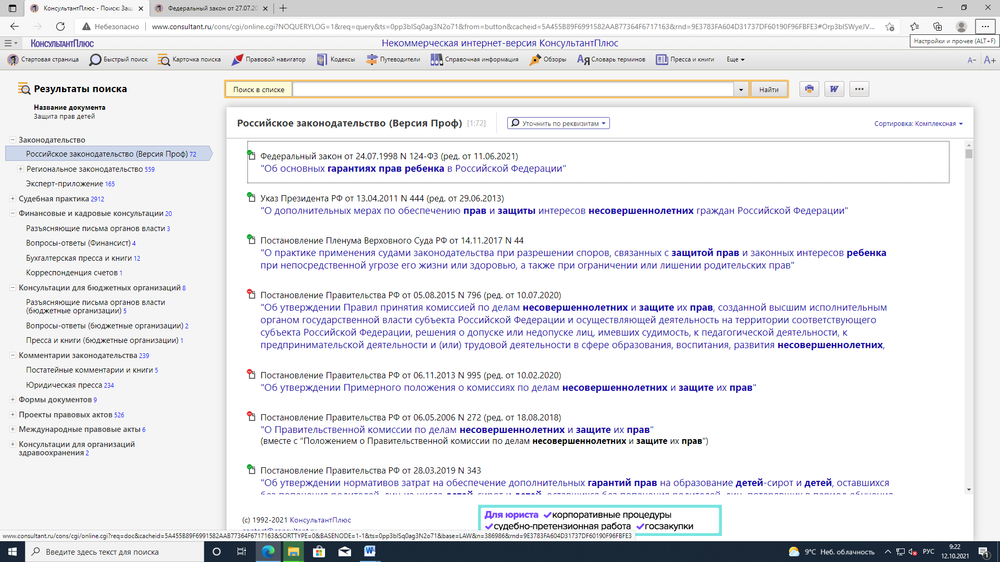 КонсультантПлюс - Поиск: Защ
Федеральный закон от 27.07.20
Небезопасно
www.consultant.ru/cons/cgi/online.cgi?NOQUERYLOG=1&req=query&ts=0pp3blSq0ag3N2o71&from=button&cacheid=5A455B89F6991582AAB77364F6717163&rnd=9E3783FA604D31737DF60190F96FBFE3#Orp3blSWyeJV...
Настройки и прочее (ALT+F)
КонсультантПлюс
Некоммерческая интернет-версия КонсультантПлюс
Стартовая страница
Быстрый поиск
Карточка поиска
Правовой навигатор
Кодексы
Путеводители
Справочная информация
Обзоры
Словарь терминов
Пресса и книги
Еще
A-
A+
Результаты поиска
Название документа
Защита прав детей
Законодательство
Российское законодательство (Версия Проф) 72
Региональное законодательство 559
Эксперт-приложение 165
Судебная практика 2912
Финансовые и кадровые консультации 20
Разъясняющие письма органов власти 3
Вопросы-ответы (Финансист) 4
Бухгалтерская пресса и книги 12
Корреспонденция счетов 1
Консультации для бюджетных организаций 8
Разъясняющие письма органов власти
(бюджетные организации) 5
Вопросы-ответы (бюджетные организации) 2
Пресса и книги (бюджетные организации) 1
Комментарии законодательства 239
Постатейные комментарии и книги 5
Юридическая пресса 234
Формы документов 9
Проекты правовых актов 526
Международные правовые акты 6
Консультации для организаций
здравоохранения 2
Поиск в списке
Найти
Российское законодательство (Версия Проф) [1:72]
Уточнить по реквизитам
Сортировка: Комплексная
Федеральный закон от 24.07.1998 N 124-ФЗ (ред. от 11.06.2021)
"Об основных гарантиях прав ребенка в Российской Федерации"
Указ Президента РФ от 13.04.2011 N 444 (ред. от 29.06.2013)
"О дополнительных мерах по обеспечению прав и защиты интересов несовершеннолетних граждан Российской Федерации"
Постановление Пленума Верховного Суда РФ от 14.11.2017 N 44
"О практике применения судами законодательства при разрешении споров, связанных с защитой прав и законных интересов ребенка
при непосредственной угрозе его жизни или здоровью, а также при ограничении или лишении родительских прав"
Постановление Правительства РФ от 05.08.2015 N 796 (ред. от 10.07.2020)
"Об утверждении Правил принятия комиссией по делам несовершеннолетних и защите их прав, созданной высшим исполнительным
органом государственной власти субъекта Российской Федерации и осуществляющей деятельность на территории соответствующего
субъекта Российской Федерации, решения о допуске или недопуске лиц, имевших судимость, к педагогической деятельности, к
предпринимательской деятельности и (или) трудовой деятельности в сфере образования, воспитания, развития несовершеннолетних,
Постановление Правительства РФ от 06.11.2013 N 995 (ред. от 10.02.2020)
"Об утверждении Примерного положения о комиссиях по делам несовершеннолетних и защите их прав"
Постановление Правительства РФ от 06.05.2006 N 272 (ред. от 18.08.2018)
"О Правительственной комиссии по делам несовершеннолетних и защите их прав"
(вместе с "Положением о Правительственной комиссии по делам несовершеннолетних и защите их прав")
Постановление Правительства РФ от 28.03.2019 N 343
"Об утверждении нормативов затрат на обеспечение дополнительных гарантий прав на образование детей-сирот и детей, оставшихся
без попечения родителей, лиц из числа детей-сирот и детей, оставшихся без попечения родителей, лиц, потерявших в период обучения
(c) 1992-2021 КонсультантПлюс
contact@consultant.ru
Для юриста корпоративные процедуры
судебно-претензионная работа госзакупки
www.consultant.ru/cons/cgi/online.cgi?req=doc&cacheid=5A455B89F6991582AAB77364F6717163&SORTTYPE=0&BASENODE=1-1&ts=0pp3blSq0ag3N2o71&base=LAW&n=386986&rnd=9E3783FA604D31737DF60190F96FBFE3
Введите здесь текст для поиска
9°C Неб. облачность
РУС
9:22
12.10.2021
1